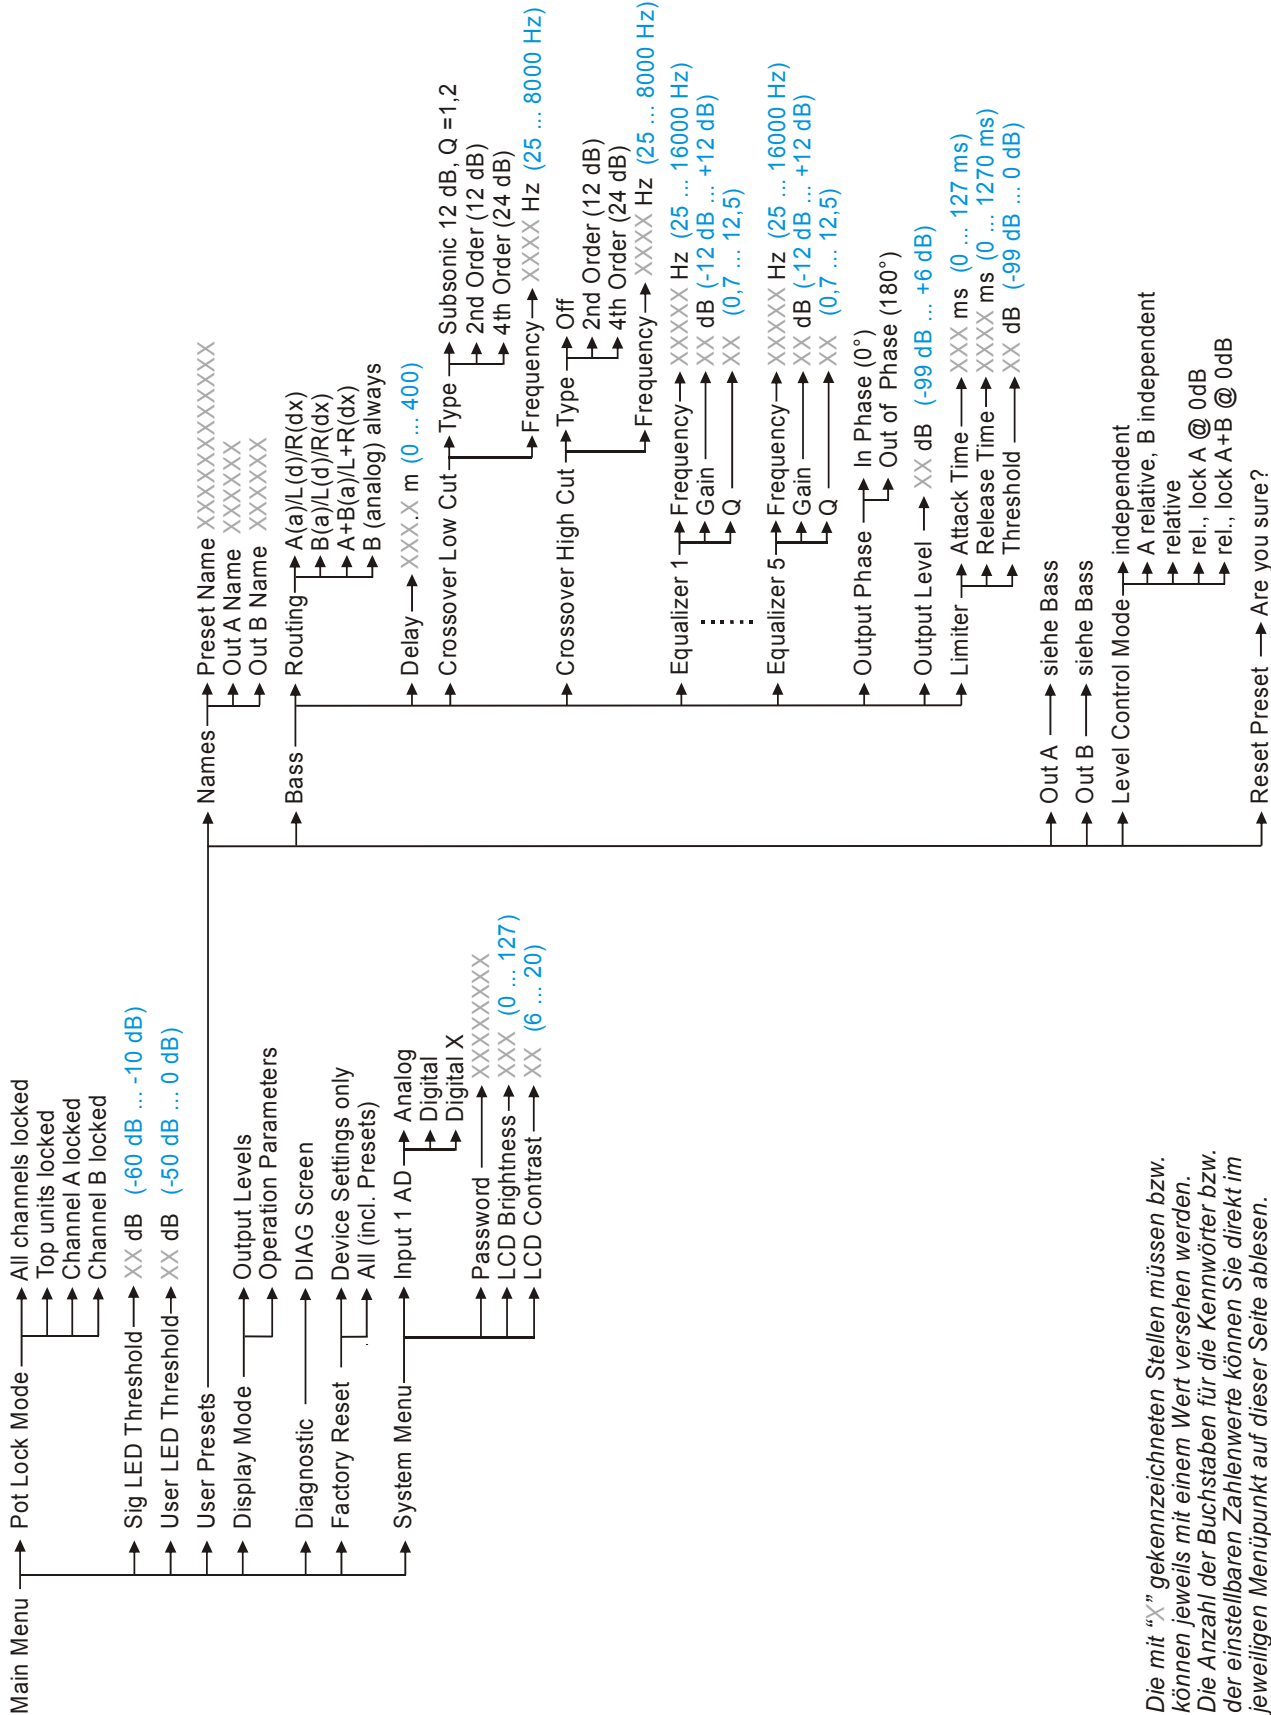 Main Menu
Pot Lock Mode
All channels locked
Top units locked
Channel A locked
Channel B locked
Sig LED Threshold
XX dB (-60 dB ... -10 dB)
User LED Threshold
XX dB (-50 dB ... 0 dB)
User Presets
Names
Preset Name XXXXXXXXXXXX
Out A Name XXXXXX
Out B Name XXXXXX
Bass
Routing
A(a)/L(d)/R(dx)
B(a)/L(d)/R(dx)
A+B(a)/L+R(dx)
B (analog) always
Delay
XXX.X m (0 ... 400)
Crossover Low Cut
Type
Subsonic 12 dB, Q =1,2
2nd Order (12 dB)
4th Order (24 dB)
Frequency
XXXX Hz (25 ... 8000 Hz)
Crossover High Cut
Type
Off
2nd Order (12 dB)
4th Order (24 dB)
Frequency
XXXX Hz (25 ... 8000 Hz)
Equalizer 1
Frequency
XXXXX Hz (25 ... 16000 Hz)
Gain
XX dB (-12 dB ... +12 dB)
Q
XX (0,7 ... 12,5)
......
Equalizer 5
Frequency
XXXXX Hz (25 ... 16000 Hz)
Gain
XX dB (-12 dB ... +12 dB)
Q
XX (0,7 ... 12,5)
Output Phase
In Phase (0°)
Out of Phase (180°)
Output Level
XX dB (-99 dB ... +6 dB)
Limiter
Attack Time
XXX ms (0 ... 127 ms)
Release Time
XXXX ms (0 ... 1270 ms)
Threshold
XX dB (-99 dB ... 0 dB)
Out A
siehe Bass
Out B
siehe Bass
Level Control Mode
independent
A relative, B independent
relative
rel., lock A @ 0dB
rel., lock A+B @ 0dB
Reset Preset
Are you sure?
Display Mode
Output Levels
Operation Parameters
Diagnostic
DIAG Screen
Factory Reset
Device Settings only
All (incl. Presets)
System Menu
Input 1 AD
Analog
Digital
Digital X
Password
XXXXXXXX
LCD Brightness
XXX (0 ... 127)
LCD Contrast
XX (6 ... 20)
Die mit “X” gekennzeichneten Stellen müssen bzw.
können jeweils mit einem Wert versehen werden.
Die Anzahl der Buchstaben für die Kennwörter bzw.
der einstellbaren Zahlenwerte können Sie direkt im
jeweiligen Menüpunkt auf dieser Seite ablesen.